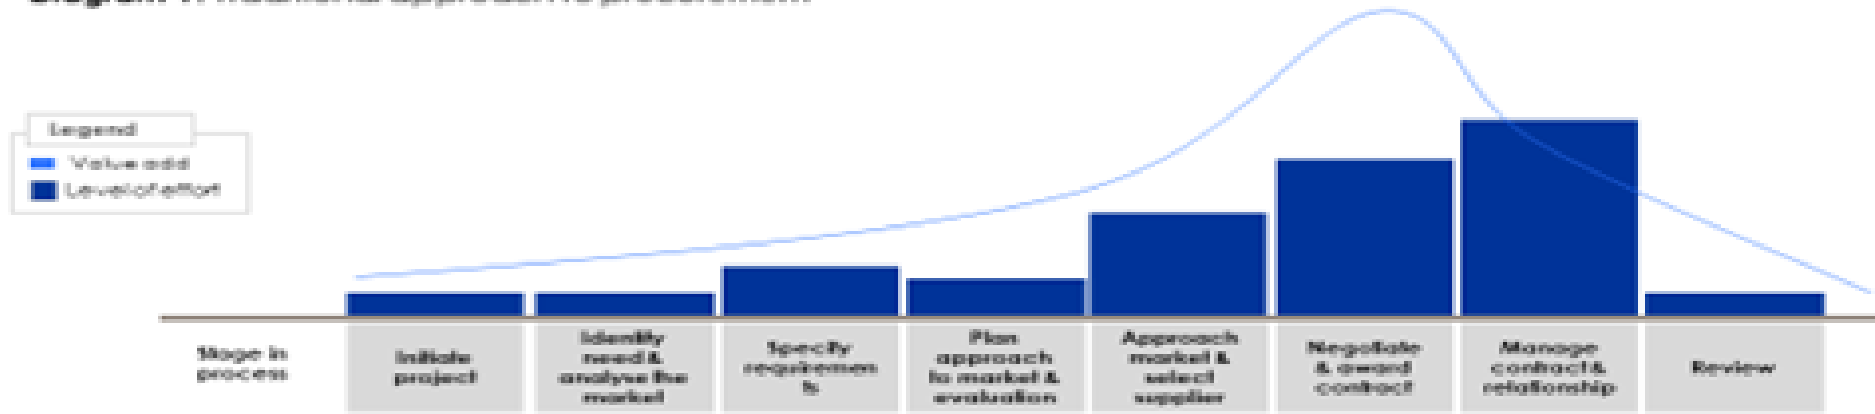 Legend
Value add
Level of effort
Stage in
process
Initiate
project
Identify
need &
analyse the
market
Specify
requiremen
ts
Plan
approach
to market &
evaluation
Approach
market &
select
supplier
Negotiate
& award
contract
Manage
contract &
relationship
Review